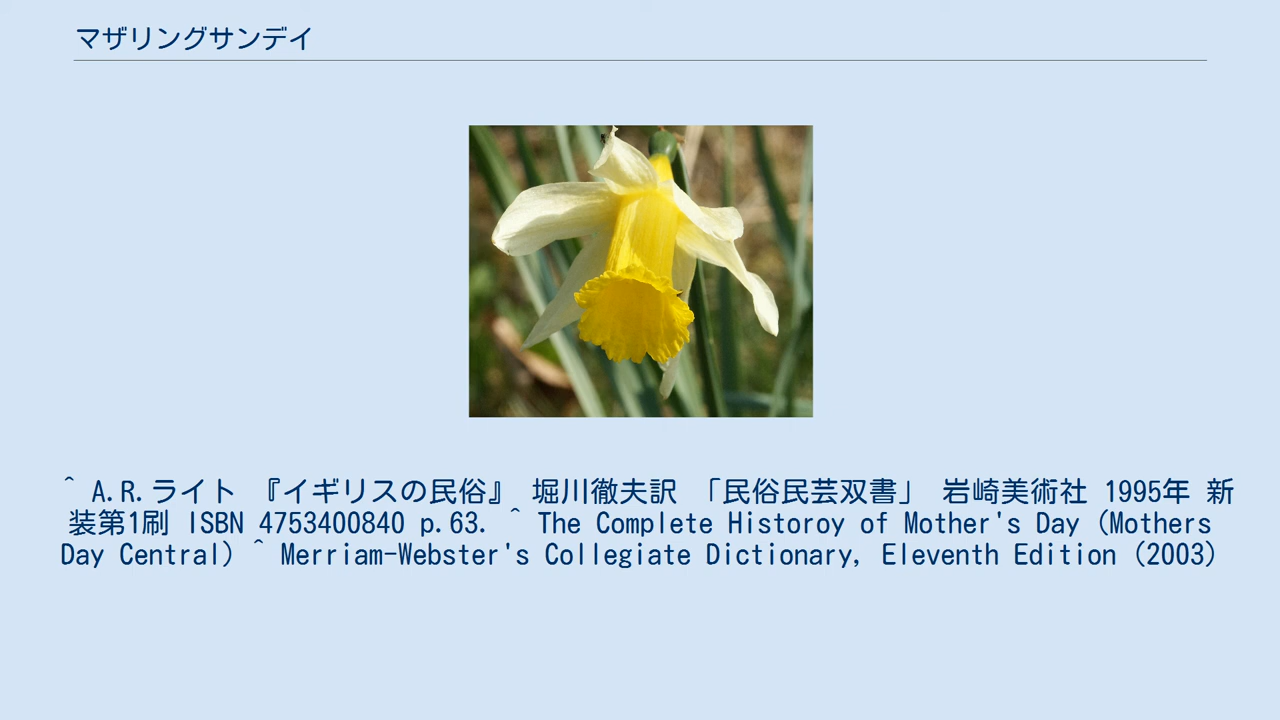 マザリングサンデイ
^ A.R.ライト 『イギリスの民俗』 堀川徹夫訳 「民俗民芸双書」 岩崎美術社 1995年 新
装第1刷 ISBN 4753400840 p.63. ^ The Complete Historoy of Mother's Day (Mothers
Day Central) ^ Merriam-Webster's Collegiate Dictionary, Eleventh Edition (2003)